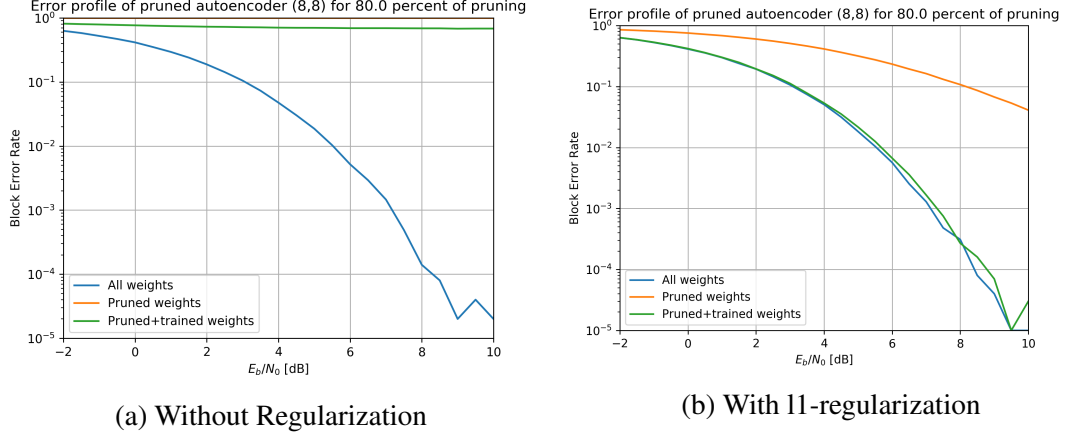 Error profile of pruned autoencoder (8,8) for 80.0 percent of pruning
10⁰
10⁻¹
10⁻²
10⁻³
10⁻⁴
10⁻⁵
Block Error Rate
All weights
Pruned weights
Pruned+trained weights
−2 0 2 4 6 8 10
E_b/N_0 [dB]
(a) Without Regularization
Error profile of pruned autoencoder (8,8) for 80.0 percent of pruning
10⁰
10⁻¹
10⁻²
10⁻³
10⁻⁴
10⁻⁵
Block Error Rate
All weights
Pruned weights
Pruned+trained weights
−2 0 2 4 6 8 10
E_b/N_0 [dB]
(b) With l1-regularization